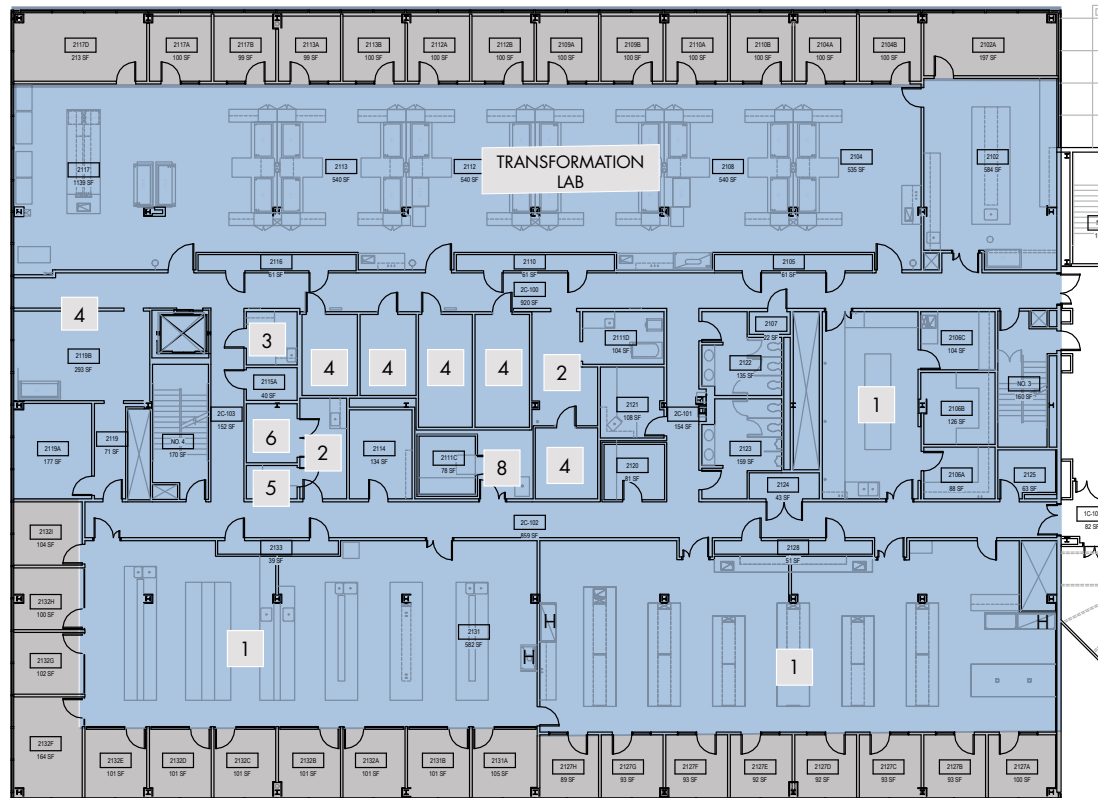 2117D
213 SF
2117A
100 SF
2117B
99 SF
2113A
99 SF
2113B
100 SF
2112A
100 SF
2112B
100 SF
2109A
100 SF
2109B
100 SF
2110A
100 SF
2110B
100 SF
2104A
100 SF
2104B
100 SF
2102A
197 SF
TRANSFORMATION
LAB
2117
1139 SF
2113
540 SF
2112
540 SF
2108
540 SF
2104
535 SF
2102
584 SF
2116
61 SF
2110
61 SF
2105
61 SF
2C-100
920 SF
4
2119B
293 SF
3
4
4
4
4
2
2111D
104 SF
2107
22 SF
2122
135 SF
2106C
104 SF
NO. 3
160 SF
2115A
40 SF
2C-103
152 SF
2121
108 SF
2C-101
154 SF
1
2106B
126 SF
2119A
177 SF
2119
71 SF
NO. 4
170 SF
6
2
2114
134 SF
2111C
78 SF
8
4
2120
81 SF
2123
159 SF
2106A
88 SF
2125
63 SF
5
2124
43 SF
2C-102
859 SF
82 SF
2132I
104 SF
2133
39 SF
2128
51 SF
2132H
100 SF
2132G
102 SF
2131
582 SF
H
H
H
1
1
2132F
164 SF
2132E
101 SF
2132D
101 SF
2132C
101 SF
2132B
101 SF
2132A
101 SF
2131B
101 SF
2131A
105 SF
2127H
89 SF
2127G
93 SF
2127F
93 SF
2127E
92 SF
2127D
92 SF
2127C
93 SF
2127B
93 SF
2127A
100 SF